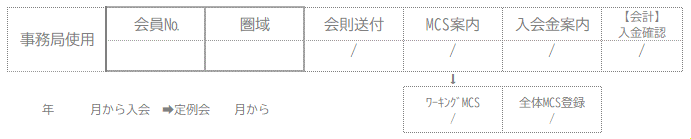 事務局使用 会員№ 圏域 会則送付 MCS案内 入会金案内 【会計】
入金確認
/ / / /
⬇
年 月から入会 ➡定例会 月から ﾜｰｷﾝｸﾞMCS 全体MCS登録
/ /